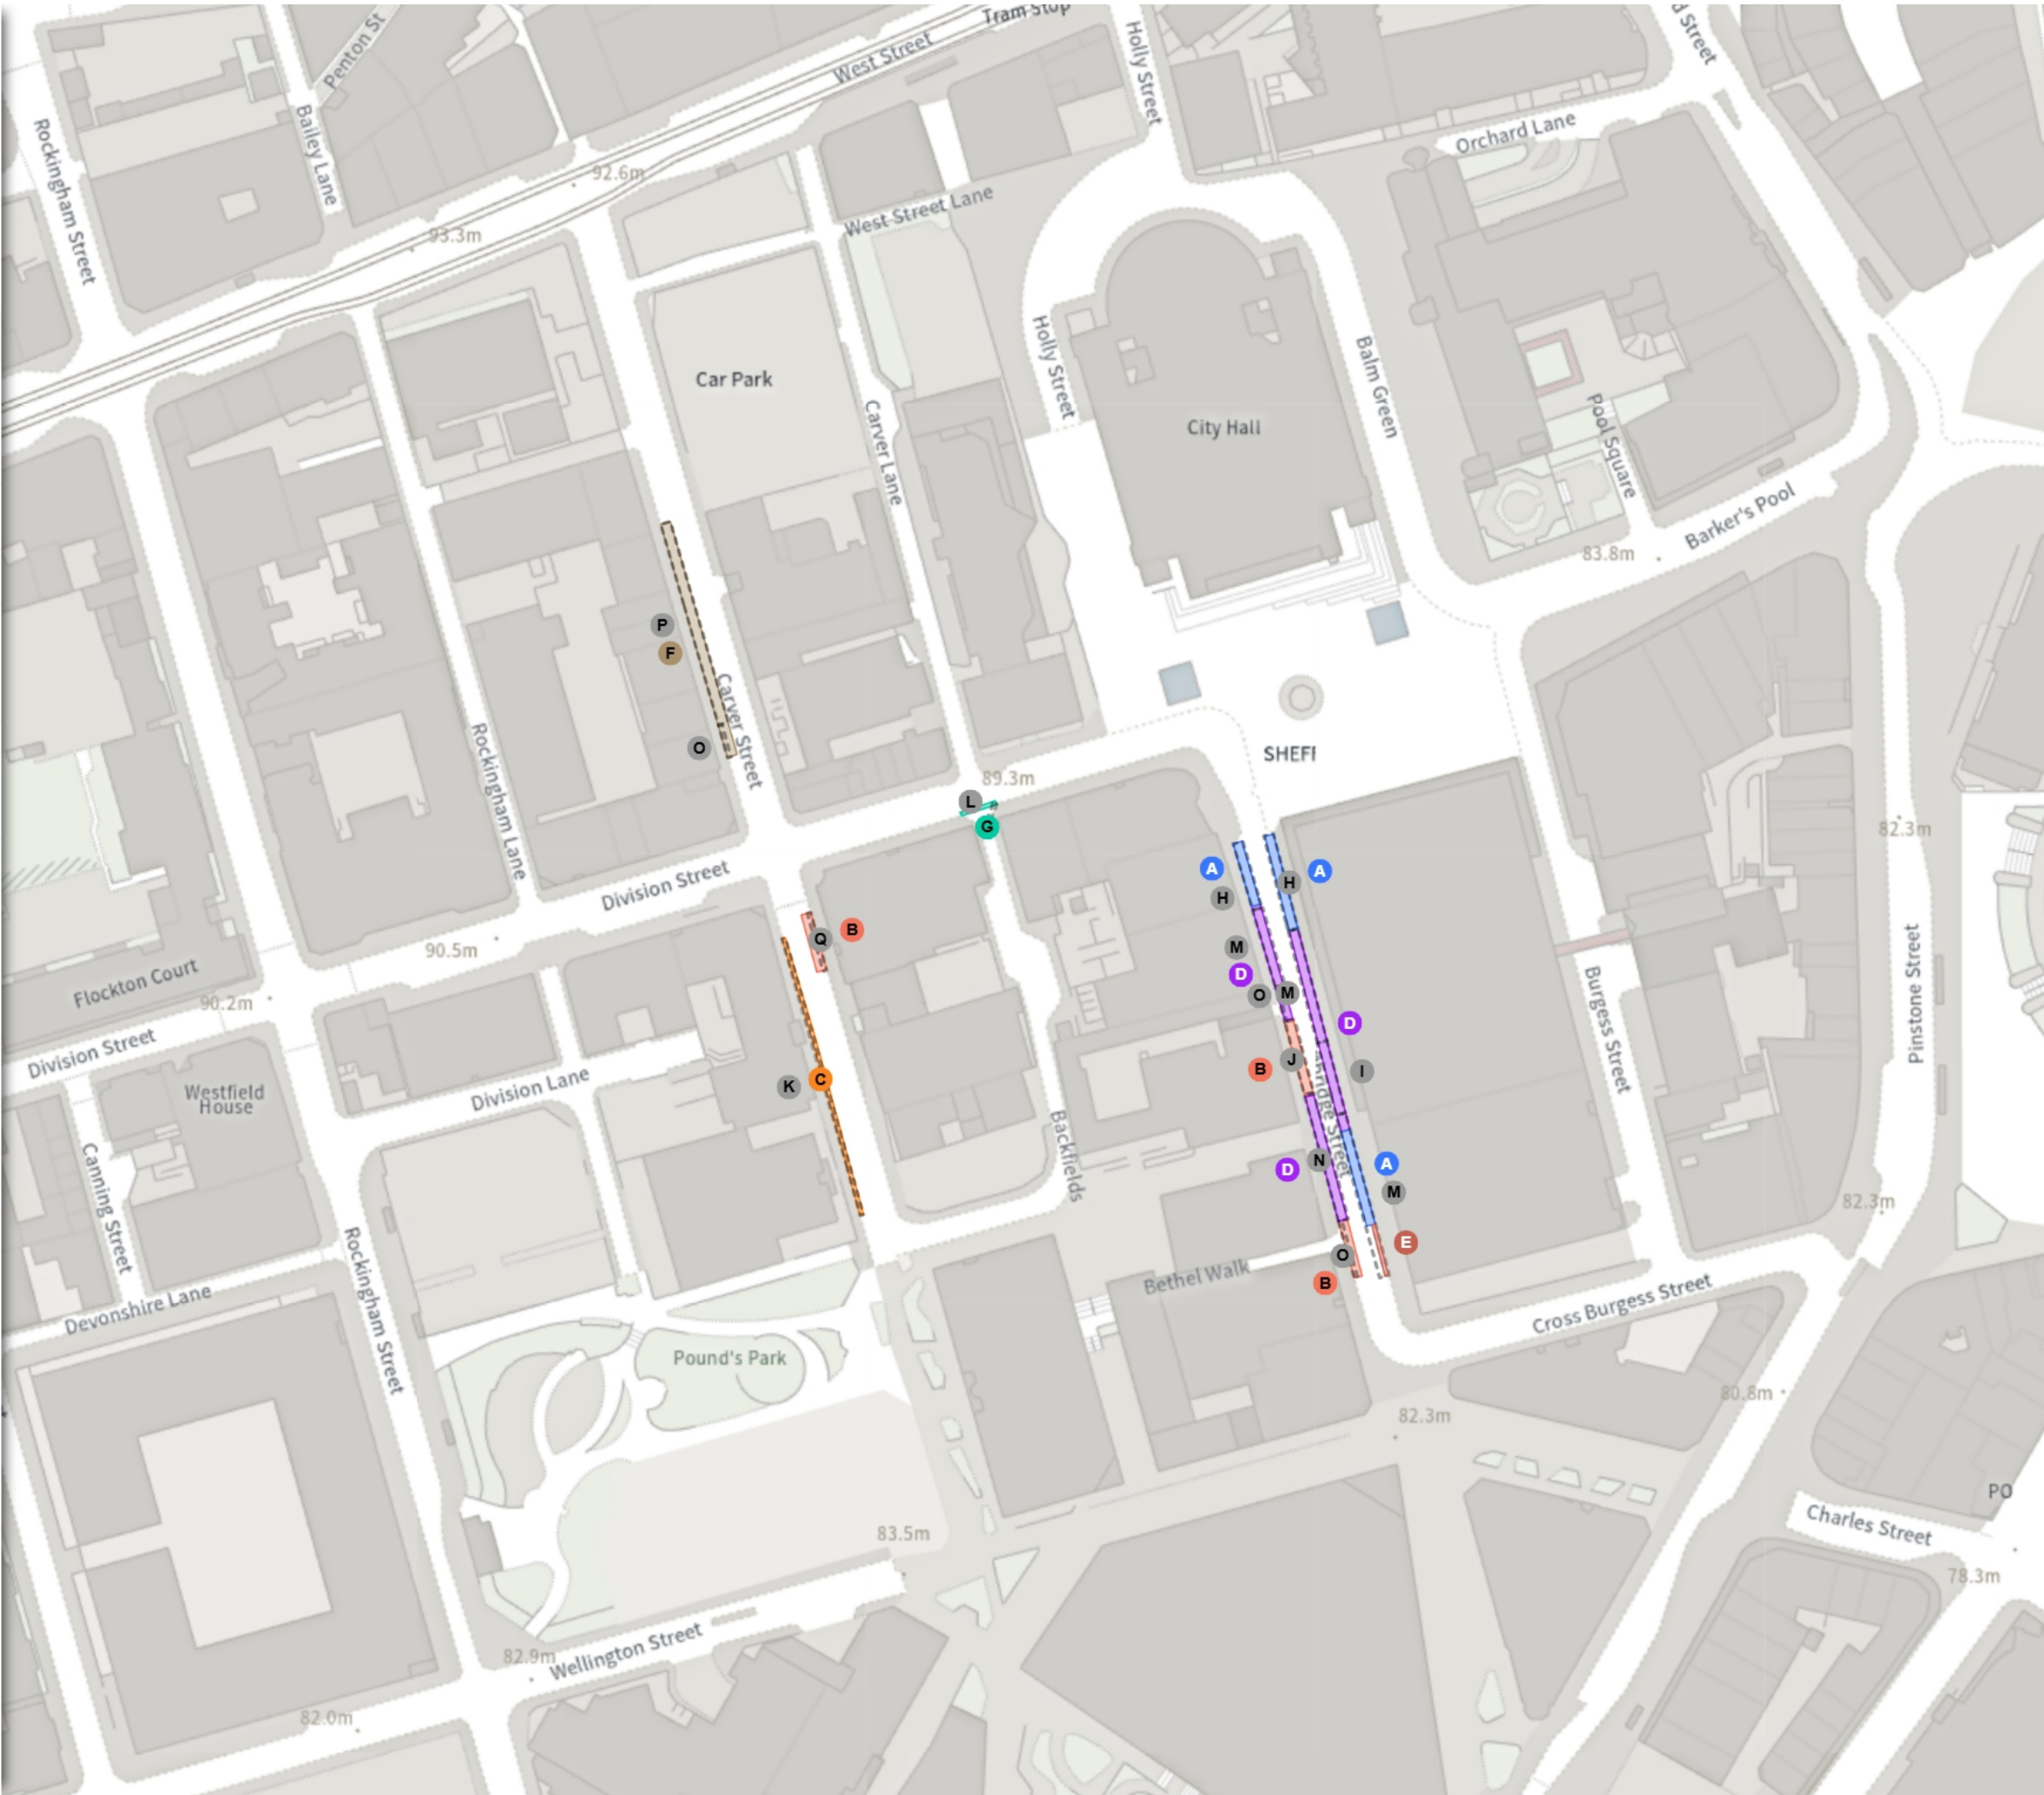 Tram Stop
Penton St
West Street
Holly Street
Bailey Lane
Rockingham Street
Orchard Lane
92.6m
West Street Lane
93.3m
Car Park
Holly Street
Balm Green
City Hall
Carver Lane
Pool Square
Barker's Pool
83.8m
P
F
Carver Street
O
SHEFI
Rockingham Lane
89.3m
L
G
82.3m
A
H
H
A
Division Street
Q
B
90.5m
M
D
O
M
D
Flockton Court
90.2m
Burgess Street
Pinstone Street
Division Street
Westfield
House
Division Lane
K
C
B
J
I
Backfields
D
N
A
M
Canning Street
82.3m
Devonshire Lane
Rockingham Street
Bethel Walk
O
B
E
Cross Burgess Street
Pound's Park
80.8m
82.3m
PO
Charles Street
83.5m
78.3m
82.9m
Wellington Street
82.0m